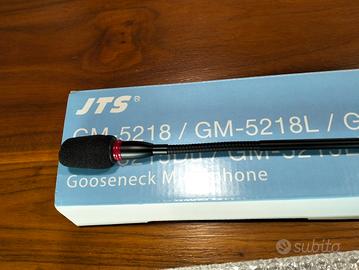 JTS®
GM-5218 / GM-5218L / G
Gooseneck Microphone
subito